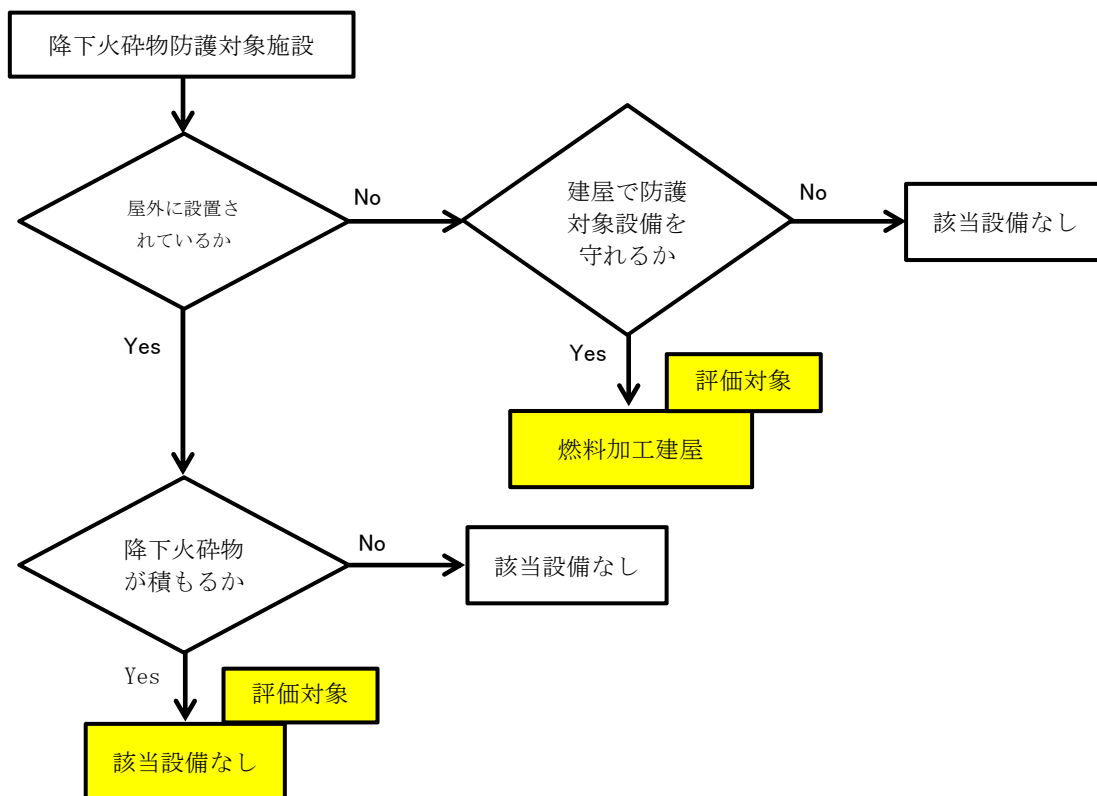 降下火砕物防護対象施設
屋外に設置さ
れているか
No
建屋で防護
対象設備を
守れるか
No
該当設備なし
Yes
Yes
評価対象
燃料加工建屋
降下火砕物
が積もるか
No
該当設備なし
Yes
評価対象
該当設備なし